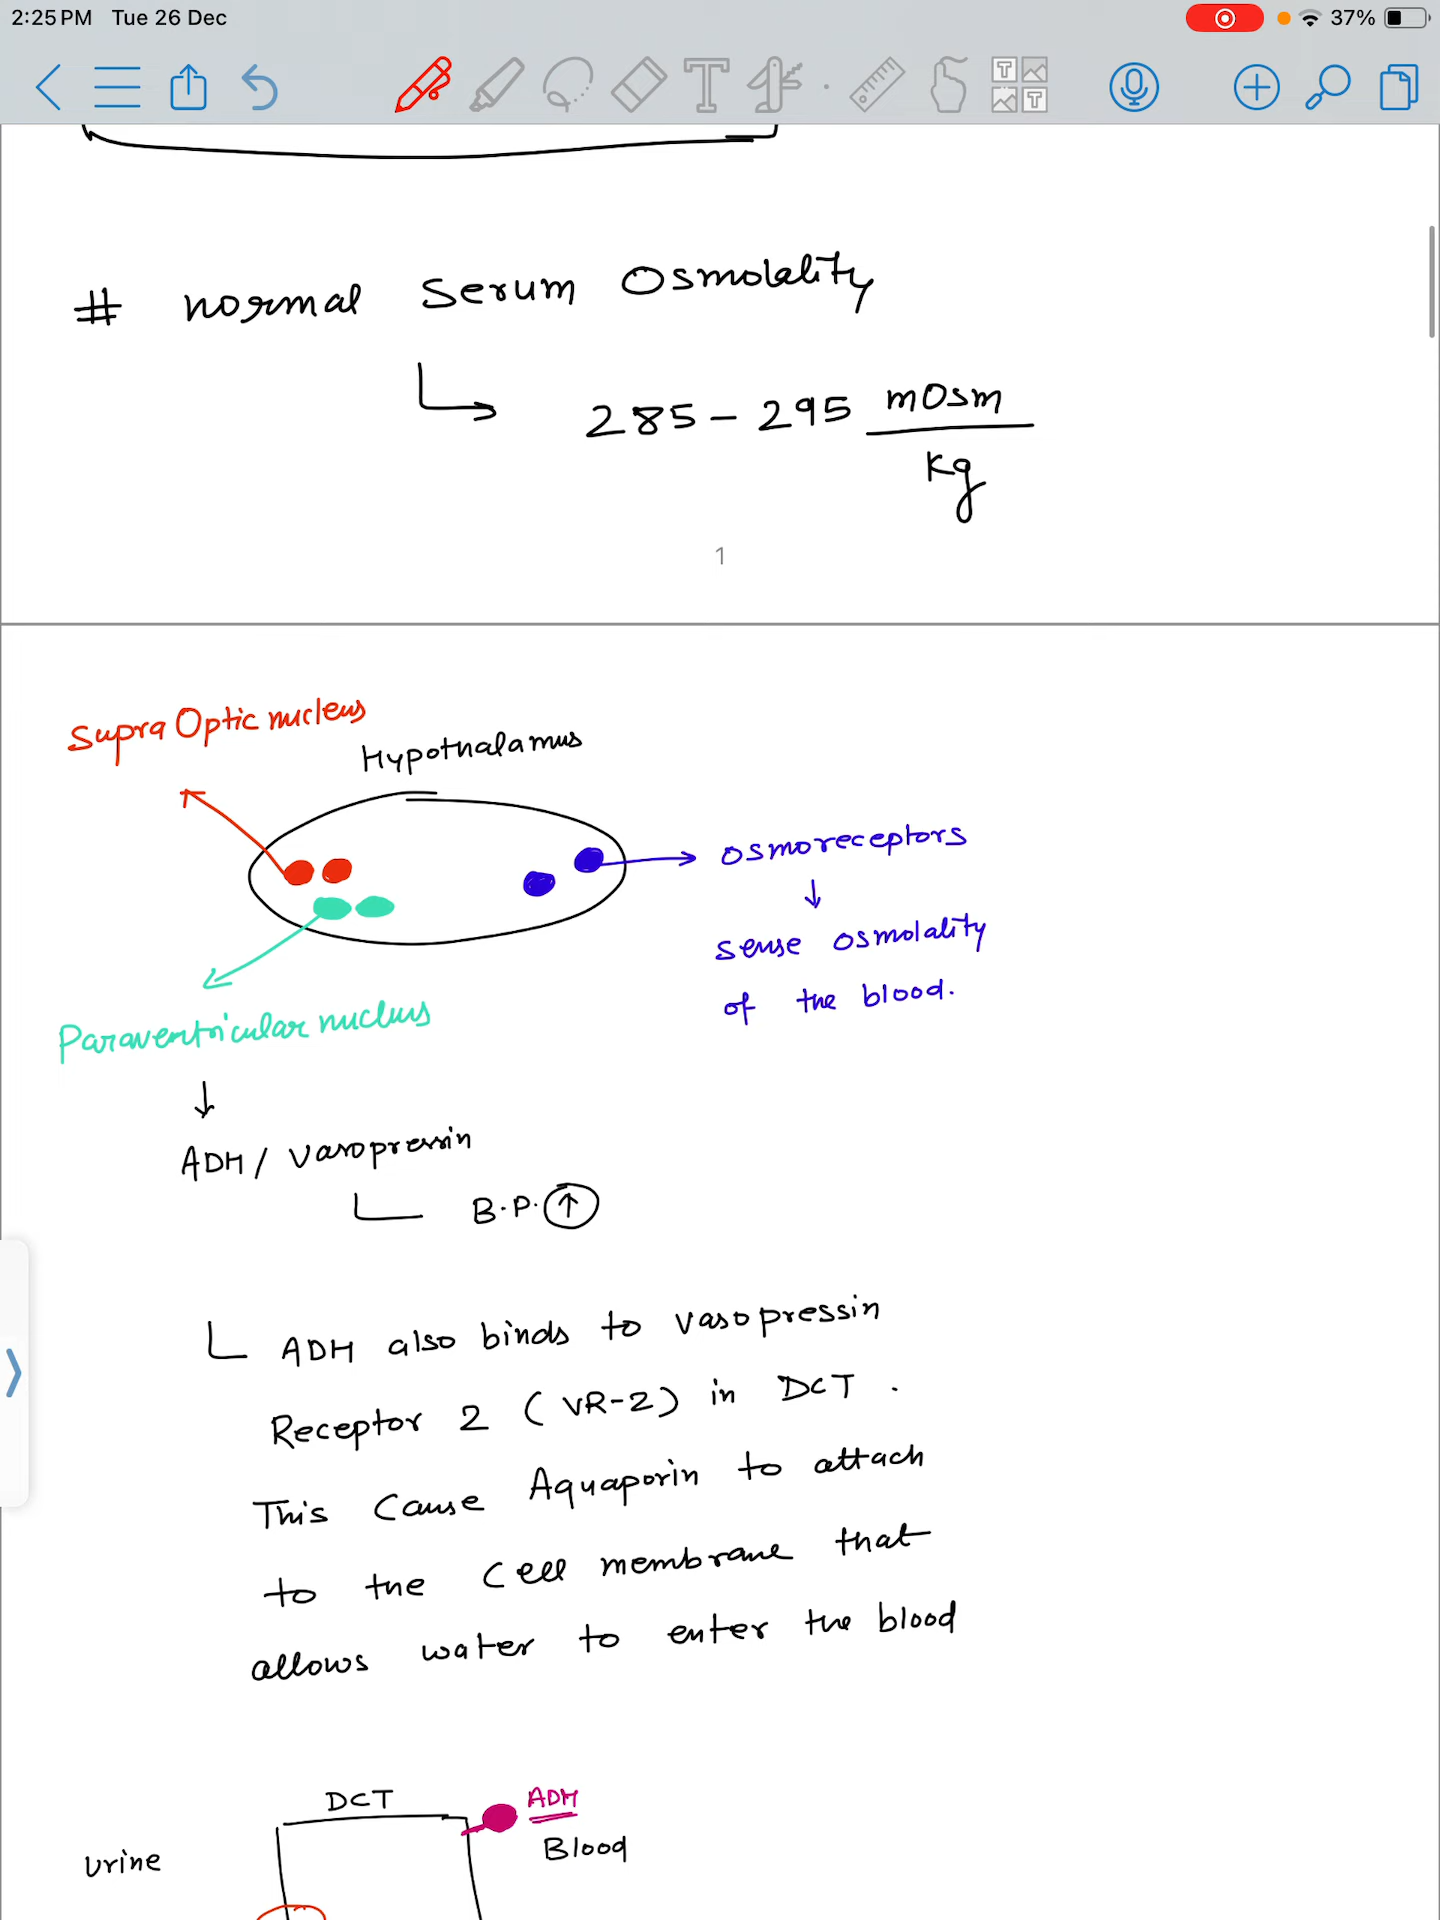 2:25 PM Tue 26 Dec 37%
# normal Serum Osmolality
285 - 295 mOsm
kg
1
Supra Optic nucleus
Hypothalamus
osmoreceptors
sense osmolality
of the blood.
Paraventricular nucleus
ADH / Vasopressin
B.P. ↑
ADH also binds to vasopressin
Receptor 2 (VR-2) in DCT.
This Cause Aquaporin to attach
to the Cell membrane that
allows water to enter the blood
DCT
ADH
Blood
Urine